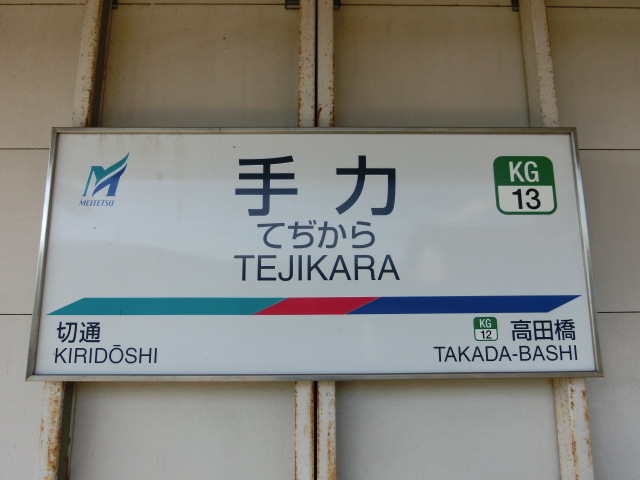 MEITETSU
手力
てぢから
TEJIKARA
KG
13
切通
KIRIDŌSHI
KG
12
高田橋
TAKADA-BASHI